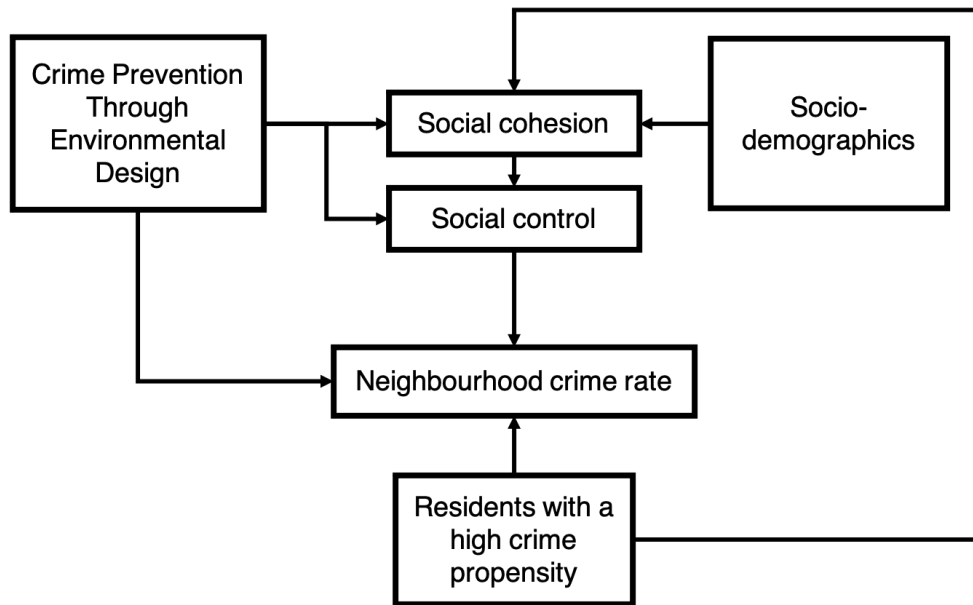 Crime Prevention
Through
Environmental
Design
Social cohesion
Socio-
demographics
Social control
Neighbourhood crime rate
Residents with a
high crime
propensity